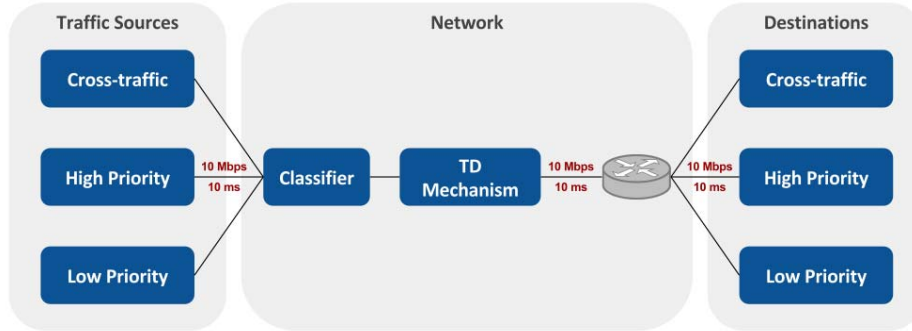 Traffic Sources
Network
Destinations
Cross-traffic
Cross-traffic
10 Mbps
10 ms
High Priority
Classifier
TD
Mechanism
10 Mbps
10 ms
10 Mbps
10 ms
High Priority
Low Priority
Low Priority